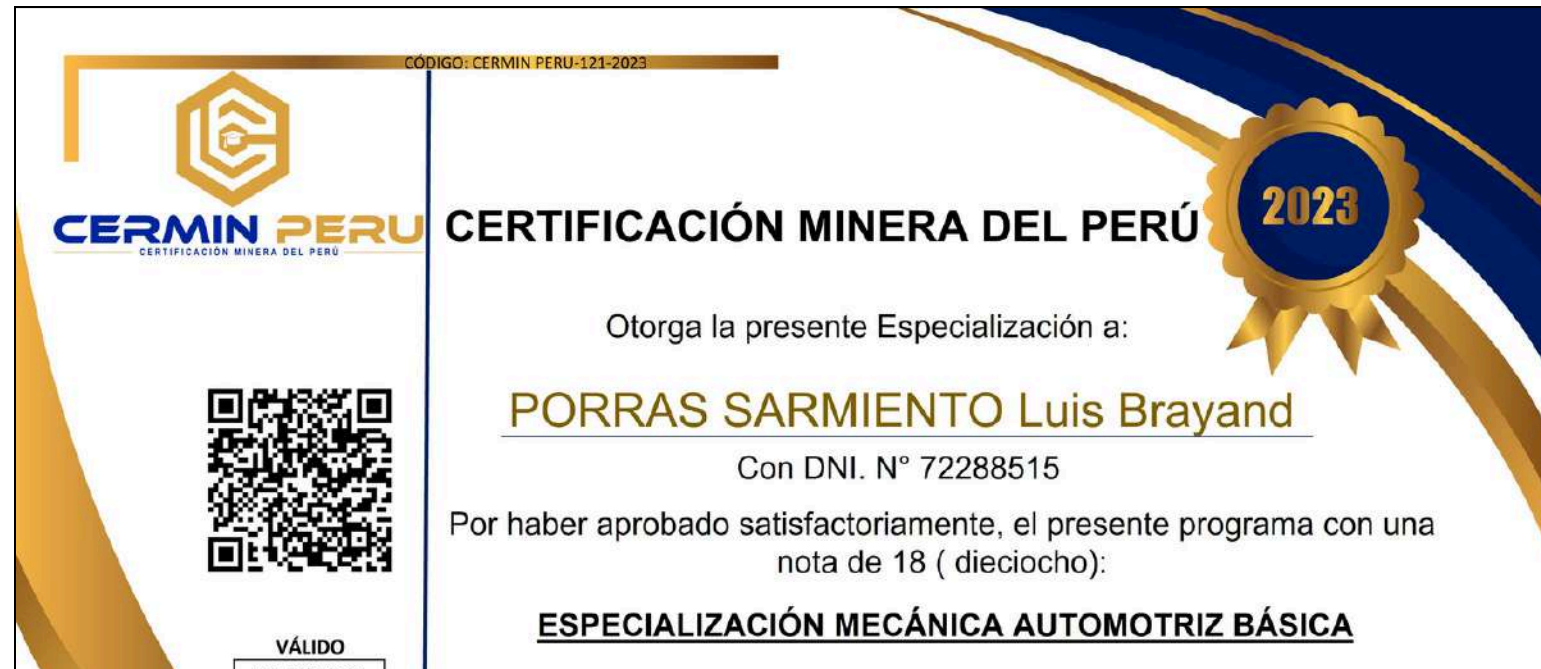 CÓDIGO: CERMIN PERU-121-2023
CERMIN PERU
CERTIFICACIÓN MINERA DEL PERÚ
CERTIFICACIÓN MINERA DEL PERÚ
2023
Otorga la presente Especialización a:
PORRAS SARMIENTO Luis Brayand
Con DNI. N° 72288515
Por haber aprobado satisfactoriamente, el presente programa con una
nota de 18 ( dieciocho):
ESPECIALIZACIÓN MECÁNICA AUTOMOTRIZ BÁSICA
VÁLIDO